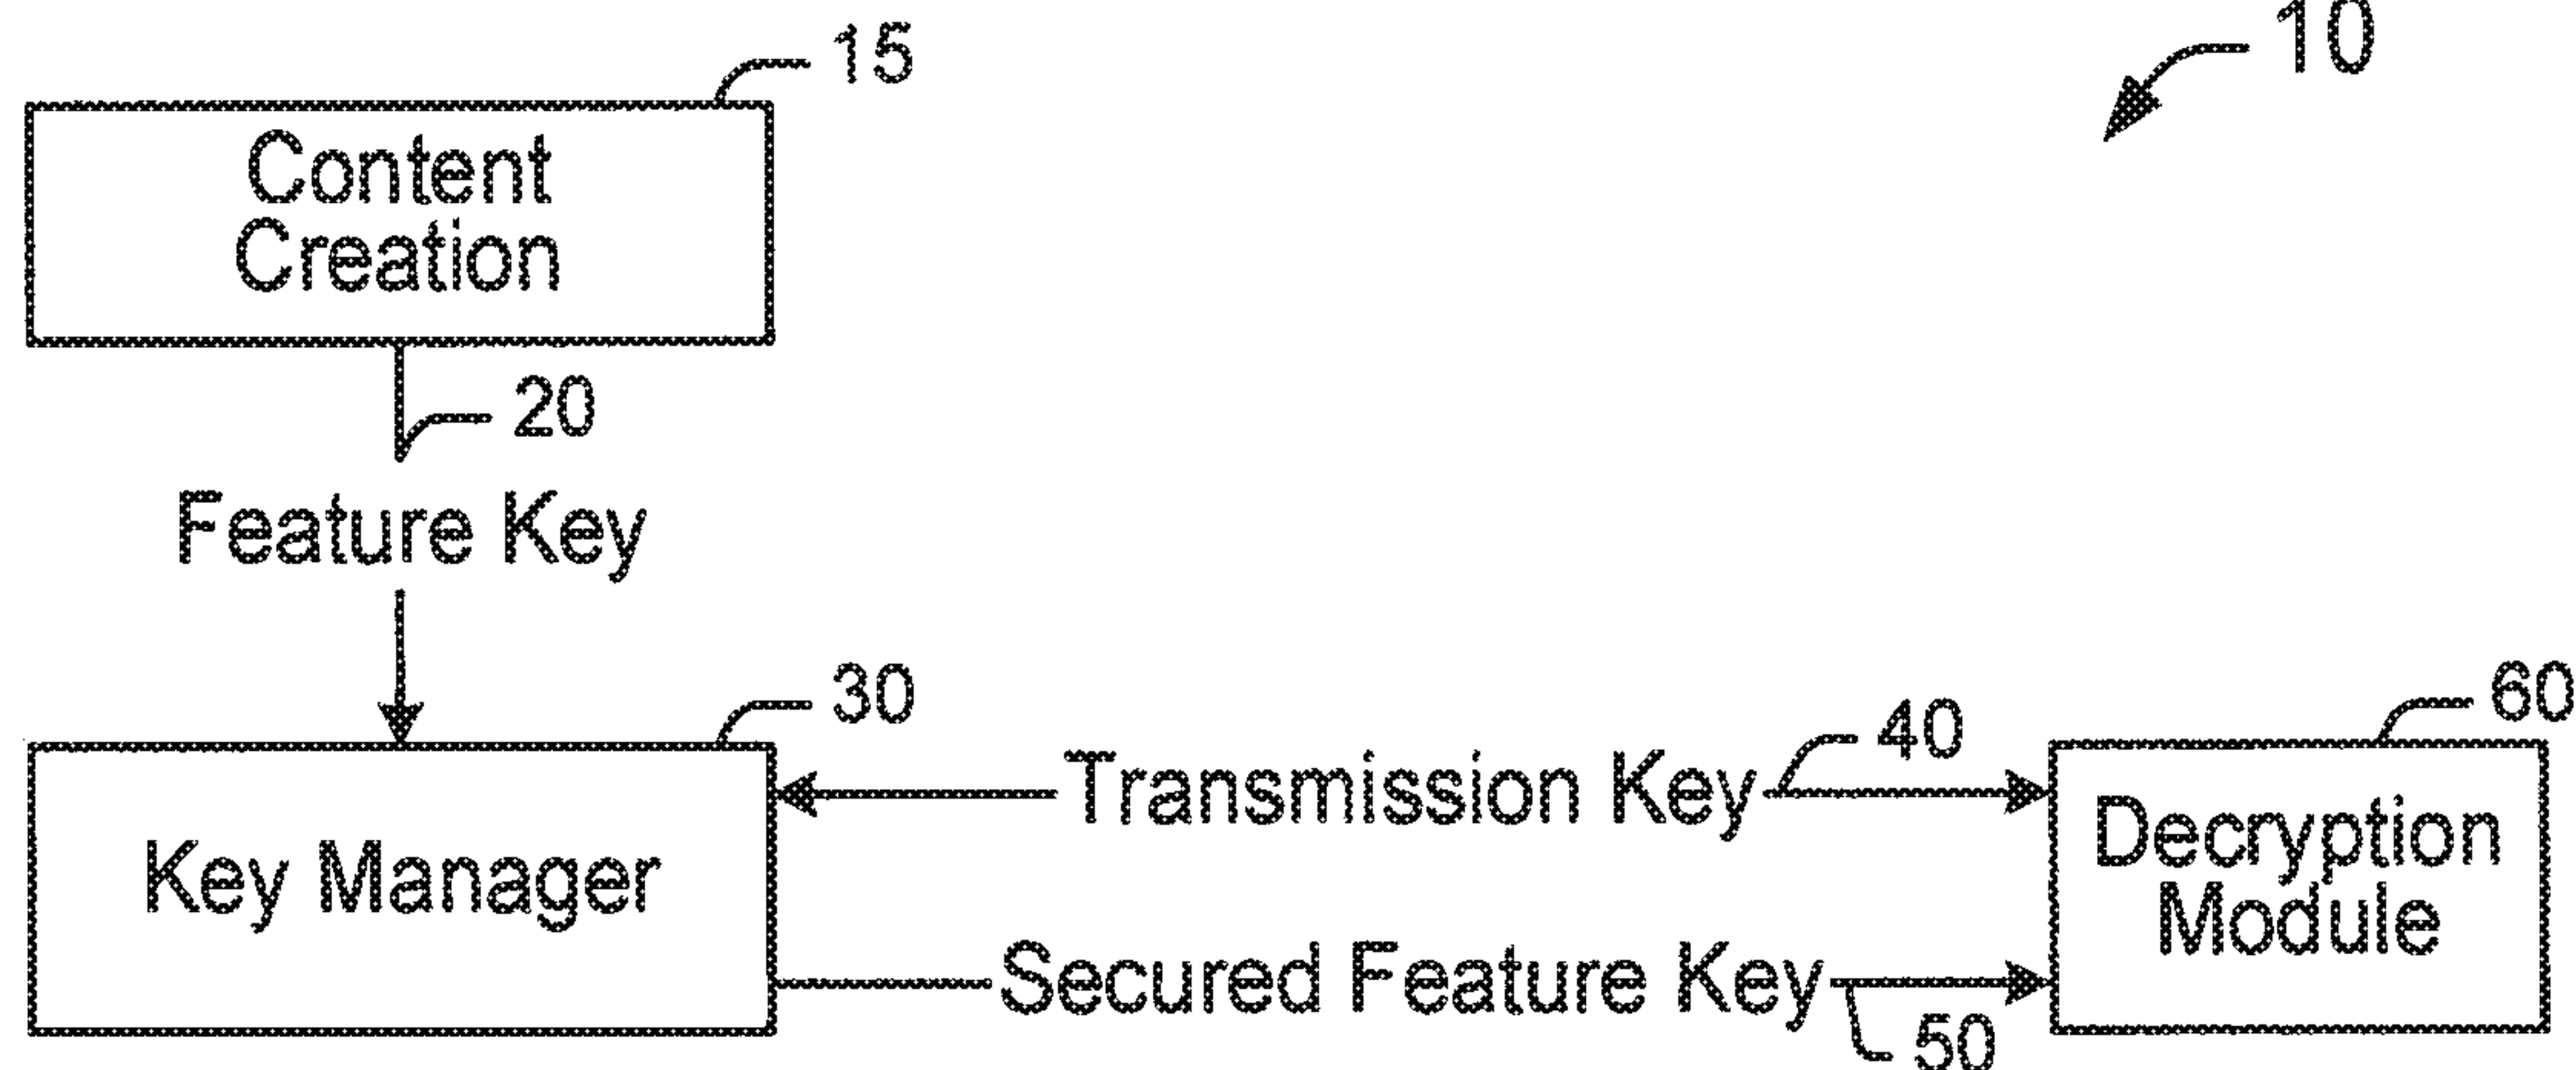 10
15
Content
Creation
20
Feature Key
30
Key Manager
Transmission Key
40
Secured Feature Key
50
60
Decryption
Module